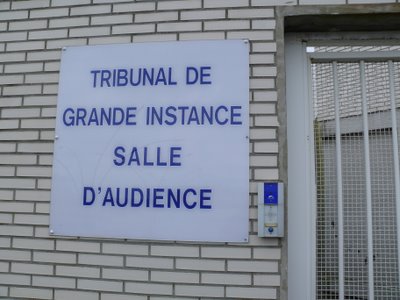 TRIBUNAL DE
GRANDE INSTANCE
SALLE
D'AUDIENCE